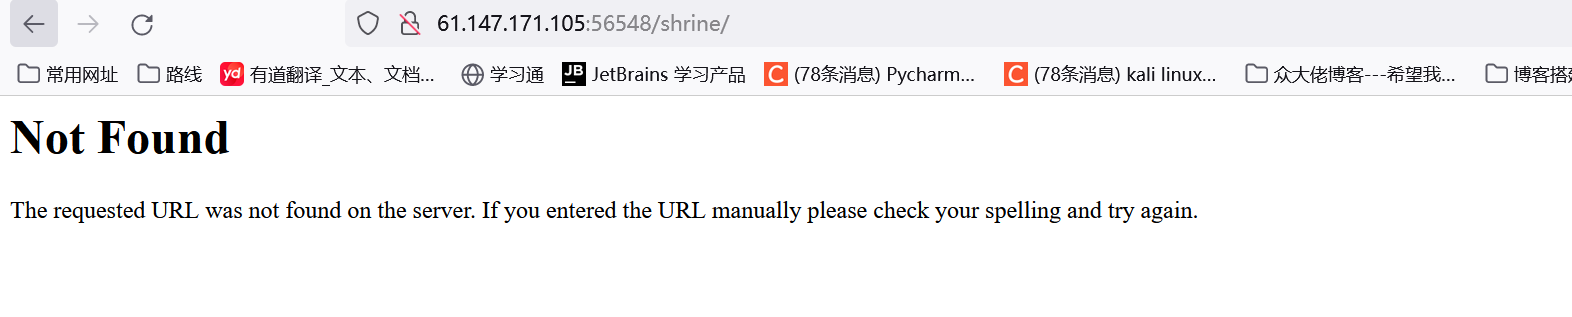 61.147.171.105:56548/shrine/
常用网址 路线 yd 有道翻译_文本、文档... 学习通 JB JetBrains 学习产品 C (78条消息) Pycharm... C (78条消息) kali linux... 众大佬博客---希望我... 博客搭
Not Found
The requested URL was not found on the server. If you entered the URL manually please check your spelling and try again.